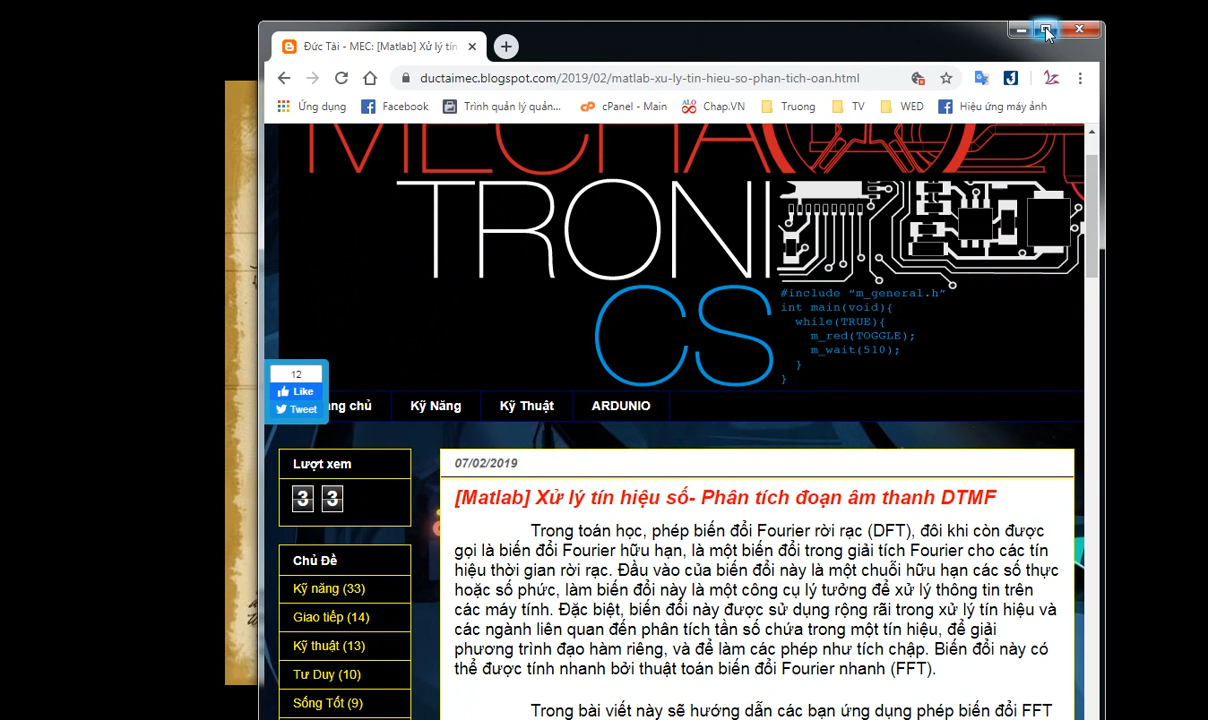 Đức Tài - MEC: [Matlab] Xử lý tín
ductaimec.blogspot.com/2019/02/matlab-xu-ly-tin-hieu-so-phan-tich-oan.html
Ứng dụng Facebook Trình quản lý quản... cPanel - Main Chap.VN Truong TV WED Hiệu ứng máy ảnh
MECHA
TRONI
CS
#include "m_general.h"
int main(void){
while(TRUE){
m_red(TOGGLE);
m_wait(510);
}
}
12
Like
Tweet
ang chủ Kỹ Năng Kỹ Thuật ARDUNIO
Lượt xem
3 3
Chủ Đề
Kỹ năng (33)
Giao tiếp (14)
Kỹ thuật (13)
Tư Duy (10)
Sống Tốt (9)
07/02/2019
[Matlab] Xử lý tín hiệu số- Phân tích đoạn âm thanh DTMF
Trong toán học, phép biến đổi Fourier rời rạc (DFT), đôi khi còn được
gọi là biến đổi Fourier hữu hạn, là một biến đổi trong giải tích Fourier cho các tín
hiệu thời gian rời rạc. Đầu vào của biến đổi này là một chuỗi hữu hạn các số thực
hoặc số phức, làm biến đổi này là một công cụ lý tưởng để xử lý thông tin trên
các máy tính. Đặc biệt, biến đổi này được sử dụng rộng rãi trong xử lý tín hiệu và
các ngành liên quan đến phân tích tần số chứa trong một tín hiệu, để giải
phương trình đạo hàm riêng, và để làm các phép như tích chập. Biến đổi này có
thể được tính nhanh bởi thuật toán biến đổi Fourier nhanh (FFT).
Trong bài viết này sẽ hướng dẫn các bạn ứng dụng phép biến đổi FFT